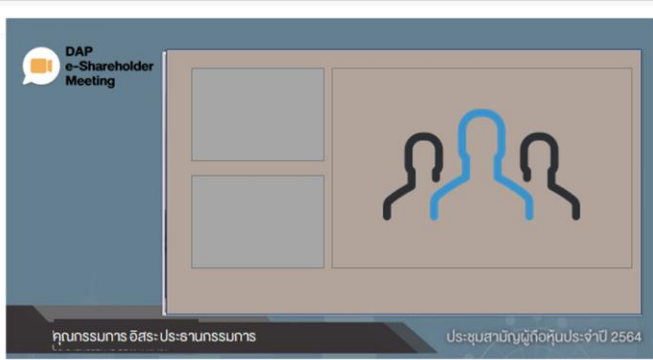 DAP
e-Shareholder
Meeting
คุณกรรมการ อิสระ ประธานกรรมการ
ประชุมสามัญผู้ถือหุ้นประจำปี 2564